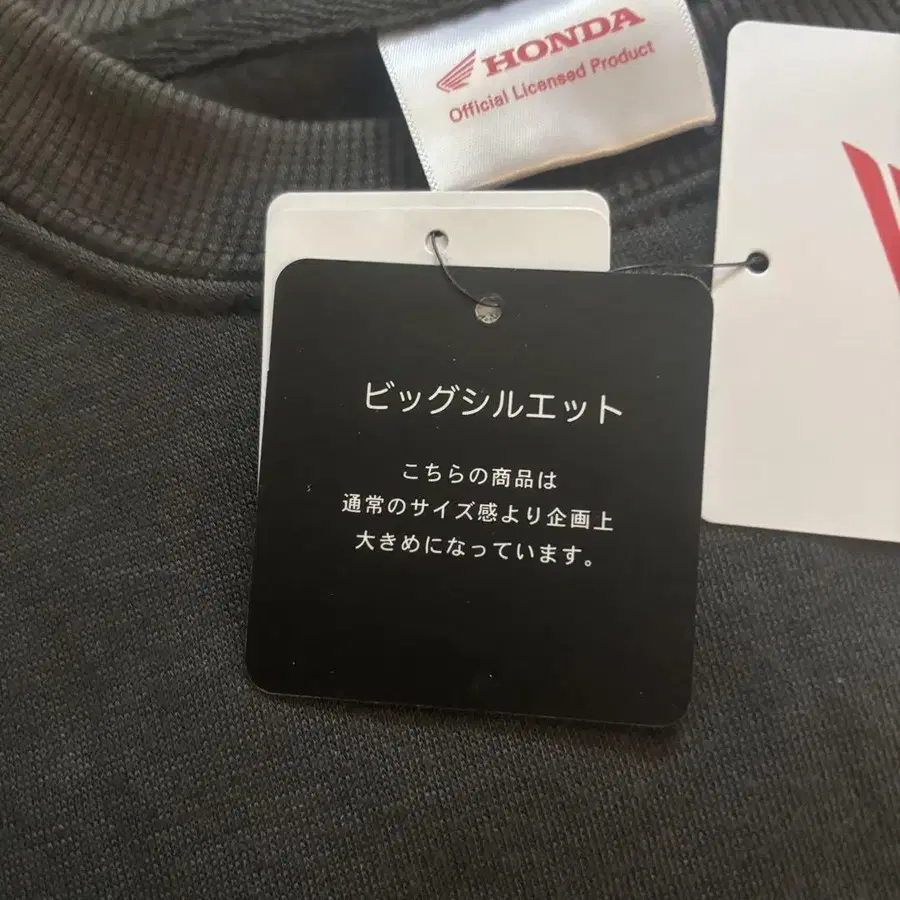 HONDA
Official Licensed Product
ビッグシルエット
こちらの商品は
通常のサイズ感より企画上
大きめになっています。